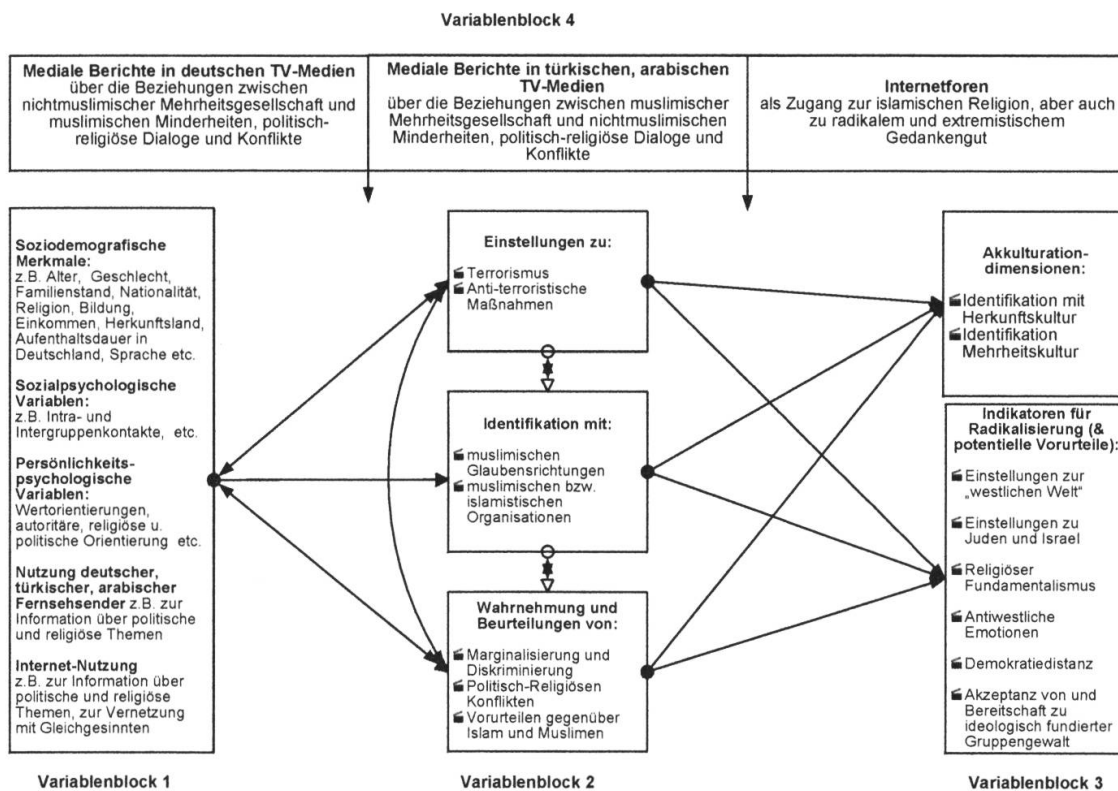 Variablenblock 4
Mediale Berichte in deutschen TV-Medien
über die Beziehungen zwischen
nichtmuslimischer Mehrheitsgesellschaft und
muslimischen Minderheiten, politisch-
religiöse Dialoge und Konflikte
Mediale Berichte in türkischen, arabischen
TV-Medien
über die Beziehungen zwischen muslimischer
Mehrheitsgesellschaft und nichtmuslimischen
Minderheiten, politisch-religiöse Dialoge und
Konflikte
Internetforen
als Zugang zur islamischen Religion, aber auch
zu radikalem und extremistischem
Gedankengut
Soziodemografische
Merkmale:
z.B. Alter, Geschlecht,
Familienstand, Nationalität,
Religion, Bildung,
Einkommen, Herkunftsland,
Aufenthaltsdauer in
Deutschland, Sprache etc.
Sozialpsychologische
Variablen:
z.B. Intra- und
Intergruppenkontakte, etc.
Persönlichkeits-
psychologische
Variablen:
Wertorientierungen,
autoritäre, religiöse u.
politische Orientierung etc.
Nutzung deutscher,
türkischer, arabischer
Fernsehsender z.B. zur
Information über politische
und religiöse Themen
Internet-Nutzung
z.B. zur Information über
politische und religiöse
Themen, zur Vernetzung
mit Gleichgesinnten
Variablenblock 1
Einstellungen zu:
Terrorismus
Anti-terroristische
Maßnahmen
Identifikation mit:
muslimischen
Glaubensrichtungen
muslimischen bzw.
islamistischen
Organisationen
Wahrnehmung und
Beurteilungen von:
Marginalisierung und
Diskriminierung
Politisch-Religiösen
Konflikten
Vorurteilen gegenüber
Islam und Muslimen
Variablenblock 2
Akkulturation-
dimensionen:
Identifikation mit
Herkunftskultur
Identifikation
Mehrheitskultur
Indikatoren für
Radikalisierung (&
potentielle Vorurteile):
Einstellungen zur
„westlichen Welt“
Einstellungen zu
Juden und Israel
Religiöser
Fundamentalismus
Antiwestliche
Emotionen
Demokratiedistanz
Akzeptanz von und
Bereitschaft zu
ideologisch fundierter
Gruppengewalt
Variablenblock 3